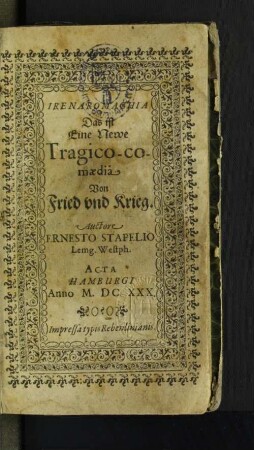 IRENAROMACHIA
Das ist
Eine Newe
Tragico-co-
mœdia
Von
Fried vnd Krieg.
Auctore
ERNESTO STAPELIO
Lemg. Westph.
ACTA
HAMBURGI
Anno M. DC XXX.
Impressa typis Rebenlinianis.